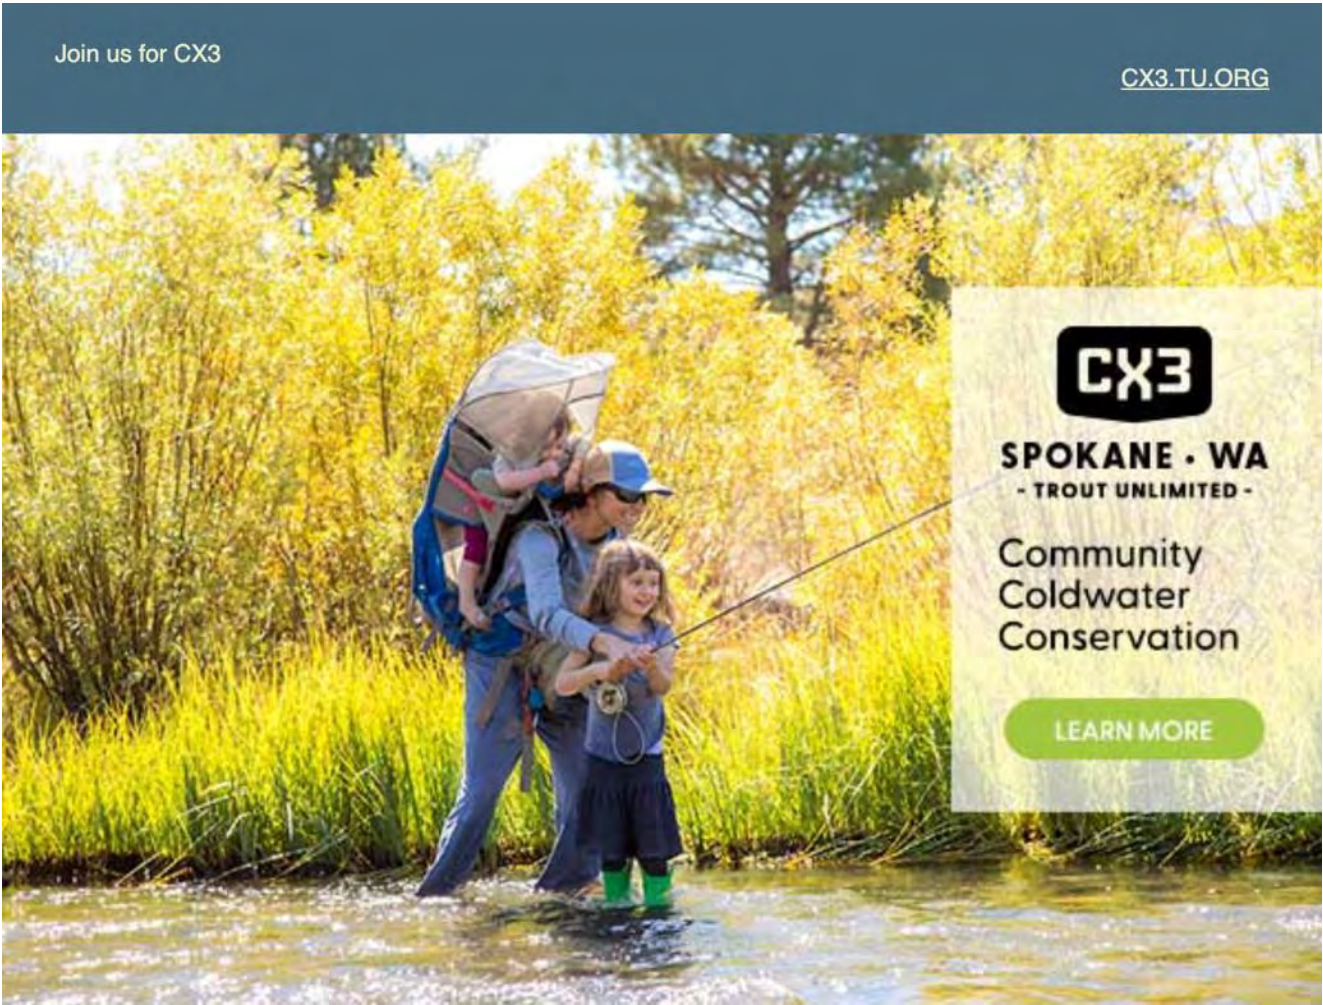 Join us for CX3
CX3.TU.ORG
CX3
SPOKANE · WA
- TROUT UNLIMITED -
Community
Coldwater
Conservation
LEARN MORE